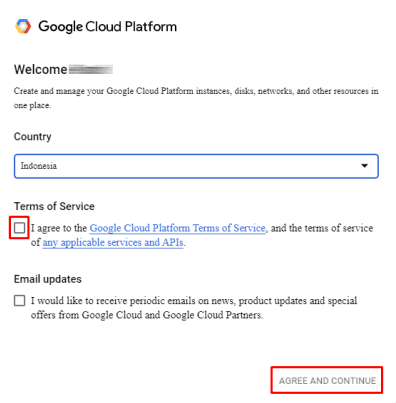 Google Cloud Platform
Welcome
Create and manage your Google Cloud Platform instances, disks, networks, and other resources in
one place.
Country
Indonesia
Terms of Service
I agree to the Google Cloud Platform Terms of Service, and the terms of service
of any applicable services and APIs.
Email updates
I would like to receive periodic emails on news, product updates and special
offers from Google Cloud and Google Cloud Partners.
AGREE AND CONTINUE